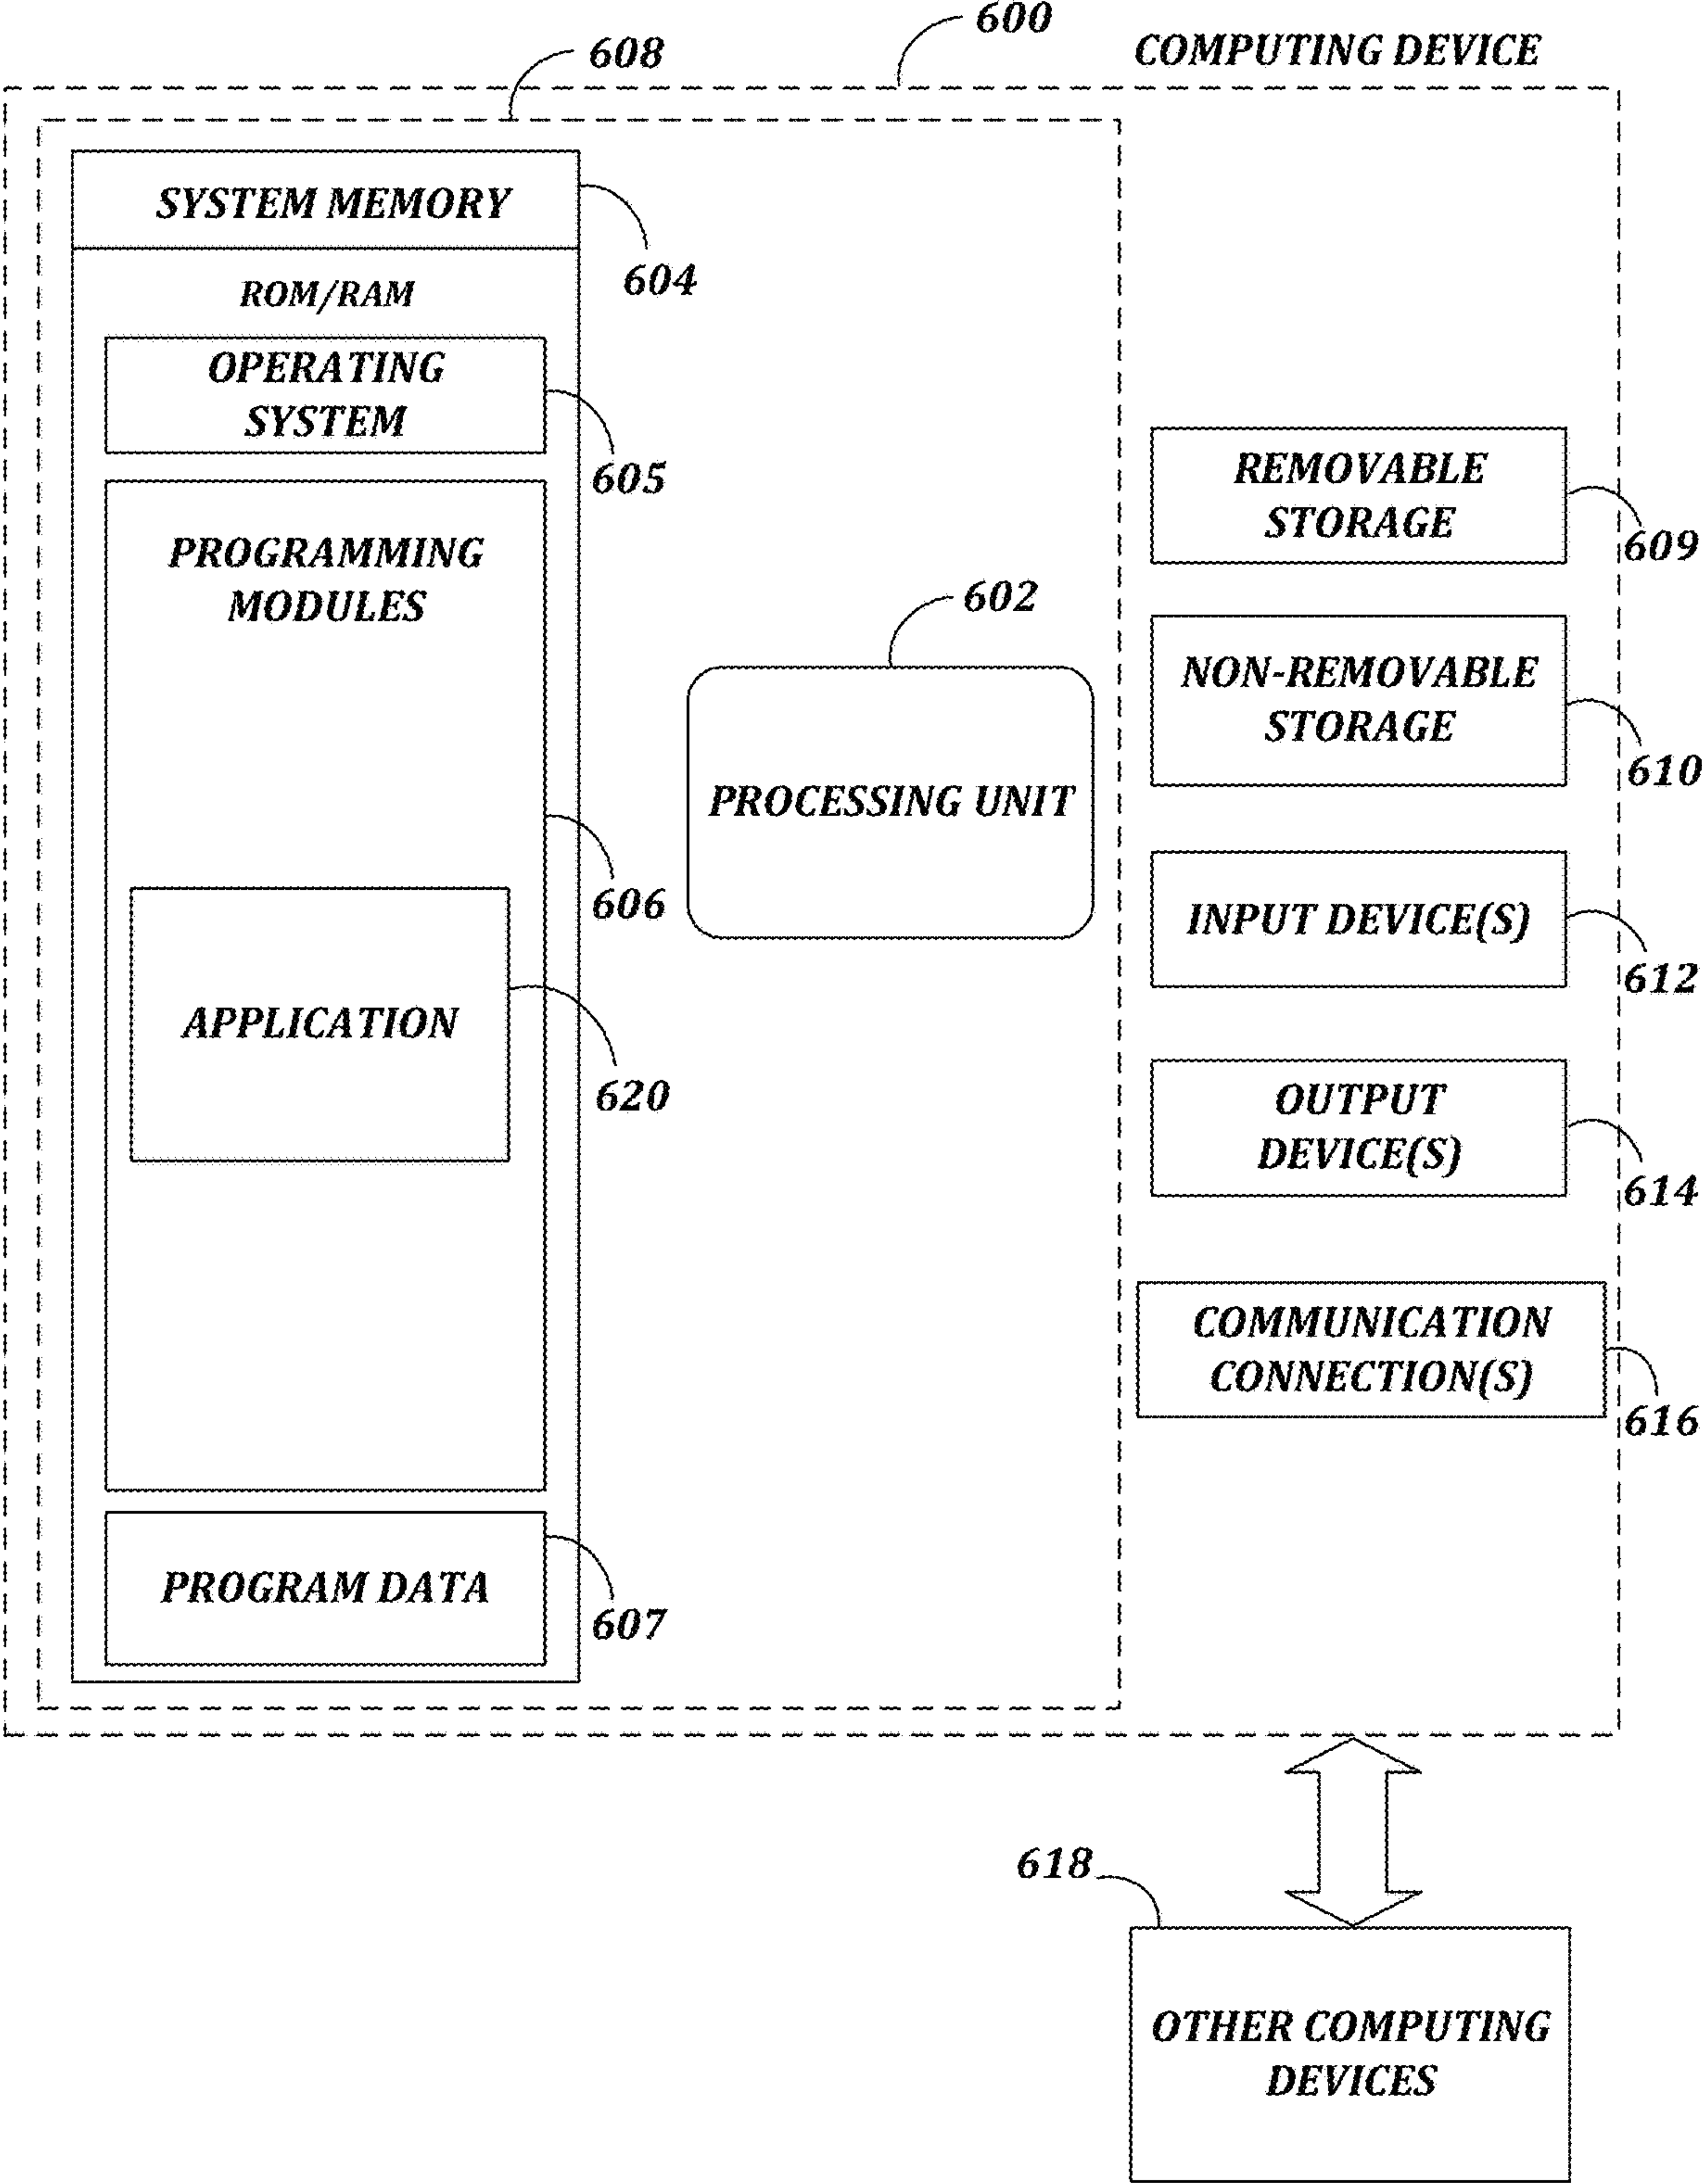 600
COMPUTING DEVICE
608
SYSTEM MEMORY
604
ROM/RAM
OPERATING
SYSTEM
605
PROGRAMMING
MODULES
606
APPLICATION
620
PROGRAM DATA
607
602
PROCESSING UNIT
REMOVABLE
STORAGE
609
NON-REMOVABLE
STORAGE
610
INPUT DEVICE(S)
612
OUTPUT
DEVICE(S)
614
COMMUNICATION
CONNECTION(S)
616
618
OTHER COMPUTING
DEVICES